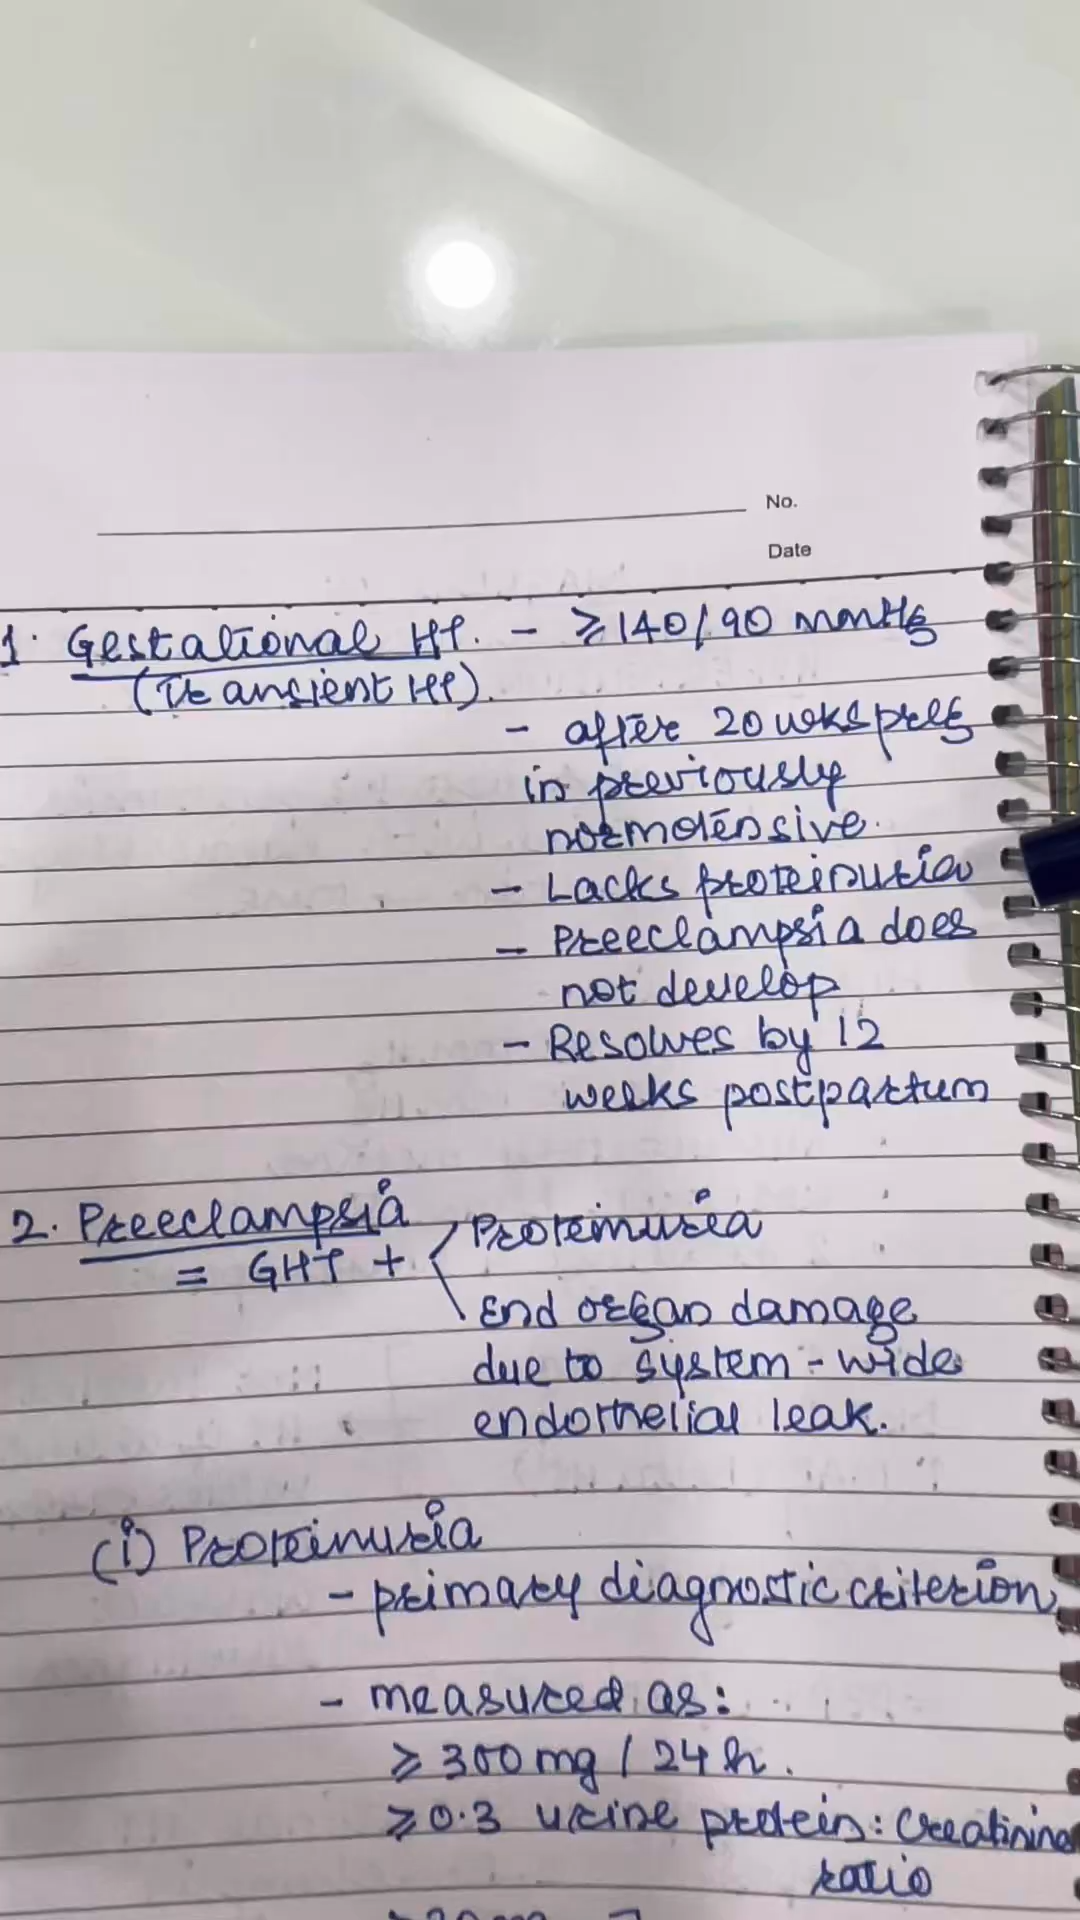 No.
Date
1. Gestational HT. - ≥140/90 mmHg
(Transient HT).
- after 20 wks preg
in previously
normotensive.
- Lacks proteinuria
- Preeclampsia does
not develop
- Resolves by 12
weeks postpartum
2. Preeclampsia
= GHT +
Proteinuria
End organ damage
due to system-wide
endothelial leak.
(i) Proteinuria
- primary diagnostic criterion
- measured as:
≥ 300 mg / 24 h.
≥ 0.3 urine protein: Creatinine
ratio